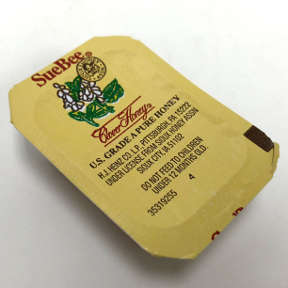 SueBee®
Clover Honey®
U.S. GRADE A PURE HONEY
H.J. HEINZ CO. L.P., PITTSBURGH, PA 15222
UNDER LICENSE FROM SIOUX HONEY ASSN.
SIOUX CITY, IA 51102
DO NOT FEED TO CHILDREN
UNDER 12 MONTHS OLD.
35319255 4